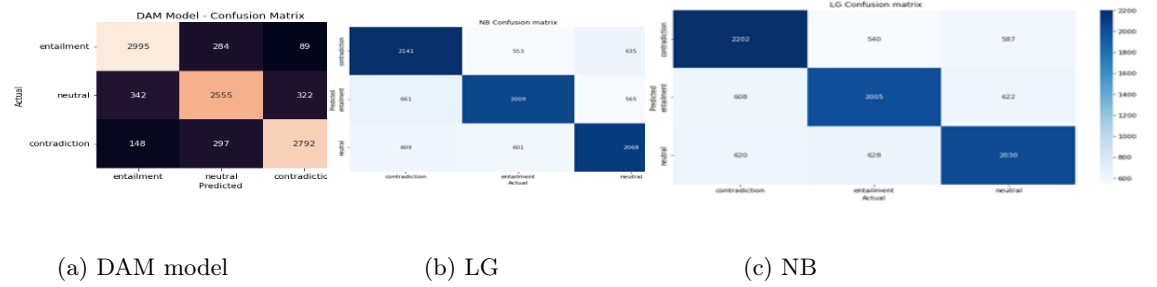 DAM Model - Confusion Matrix
entailment 2995 284 89
neutral 342 2555 322
contradiction 148 297 2792
Actual
entailment neutral contradictic
Predicted
NB Confusion matrix
contradiction 2141 553 635
entailment 661 2009 565
neutral 609 601 2068
Predicted
contradiction entailment neutral
Actual
LG Confusion matrix
contradiction 2202 540 587
entailment 608 2005 622
neutral 620 628 2030
Predicted
contradiction entailment neutral
Actual
2200
2000
1800
1600
1400
1200
1000
800
600
(a) DAM model
(b) LG
(c) NB